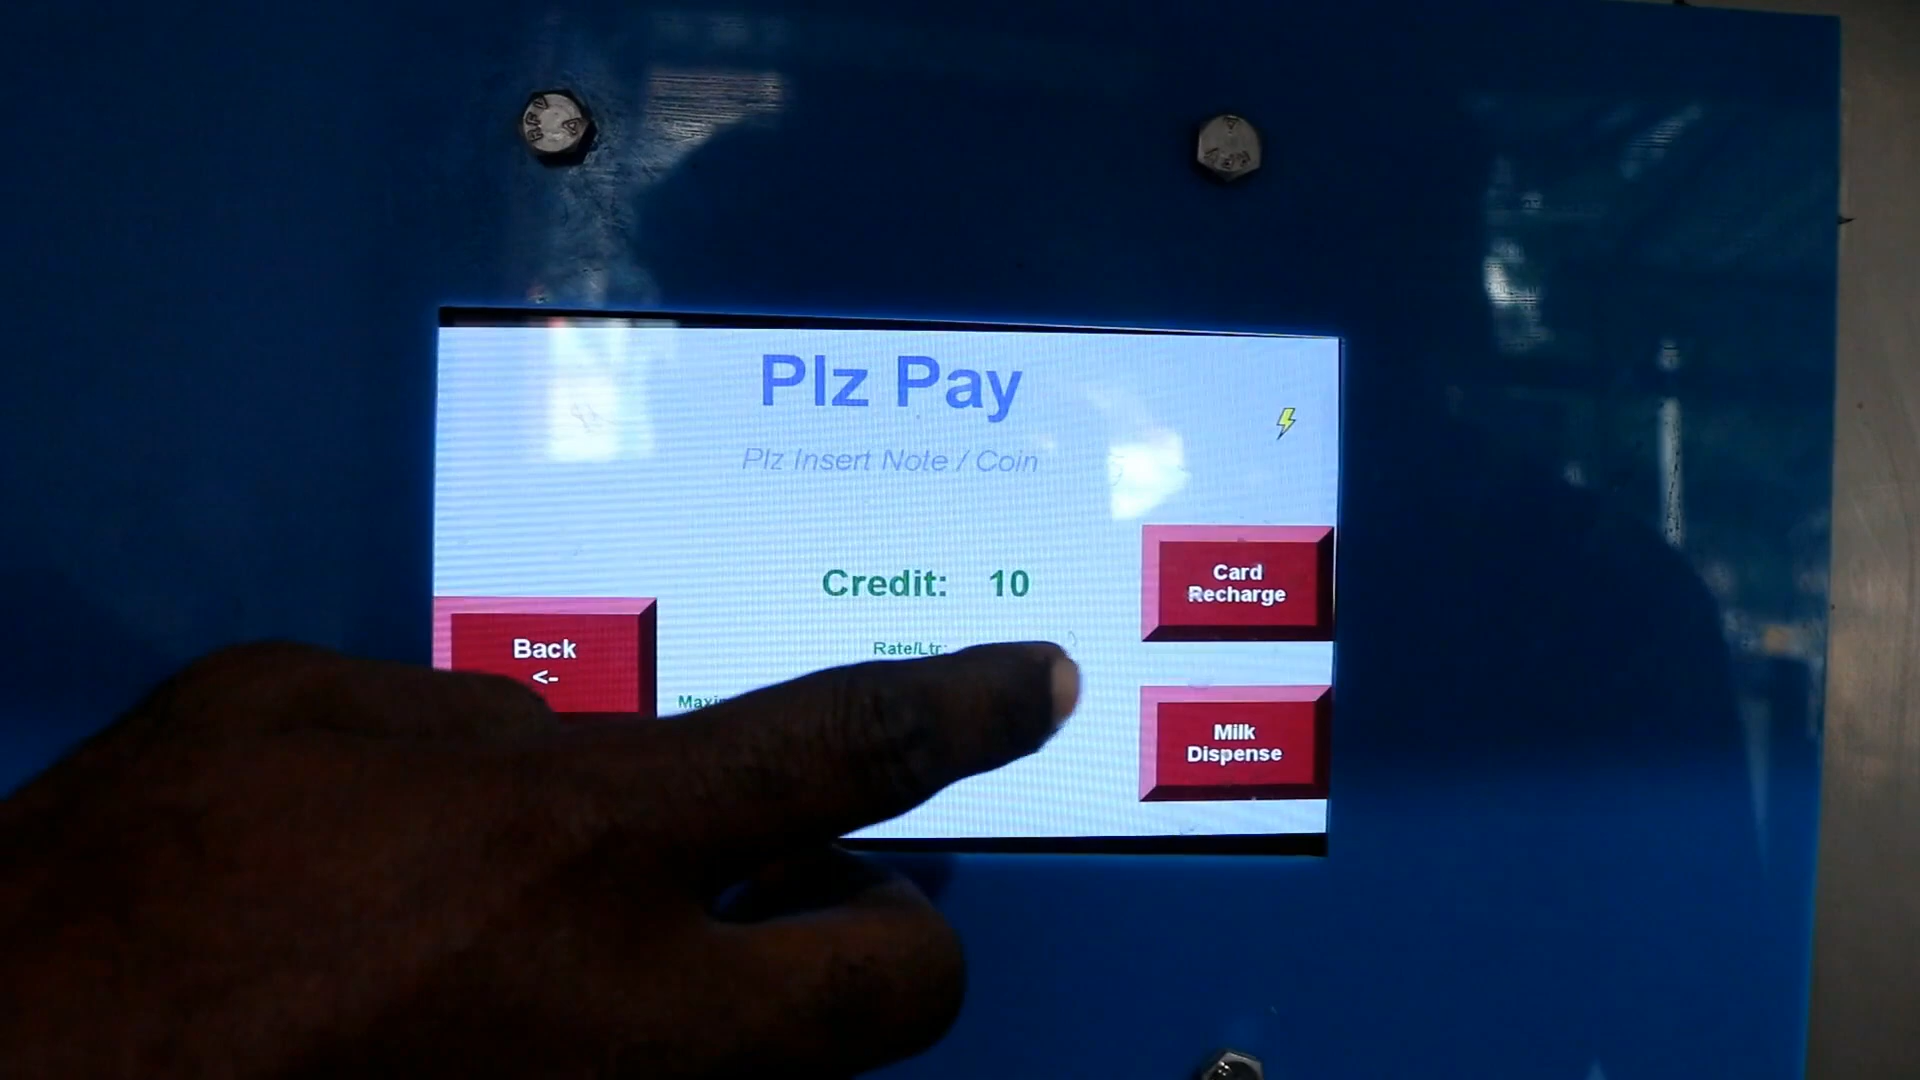 Plz Pay
Plz Insert Note / Coin
Credit: 10
Card
Recharge
Back
<-
Rate/Ltr:
Milk
Dispense